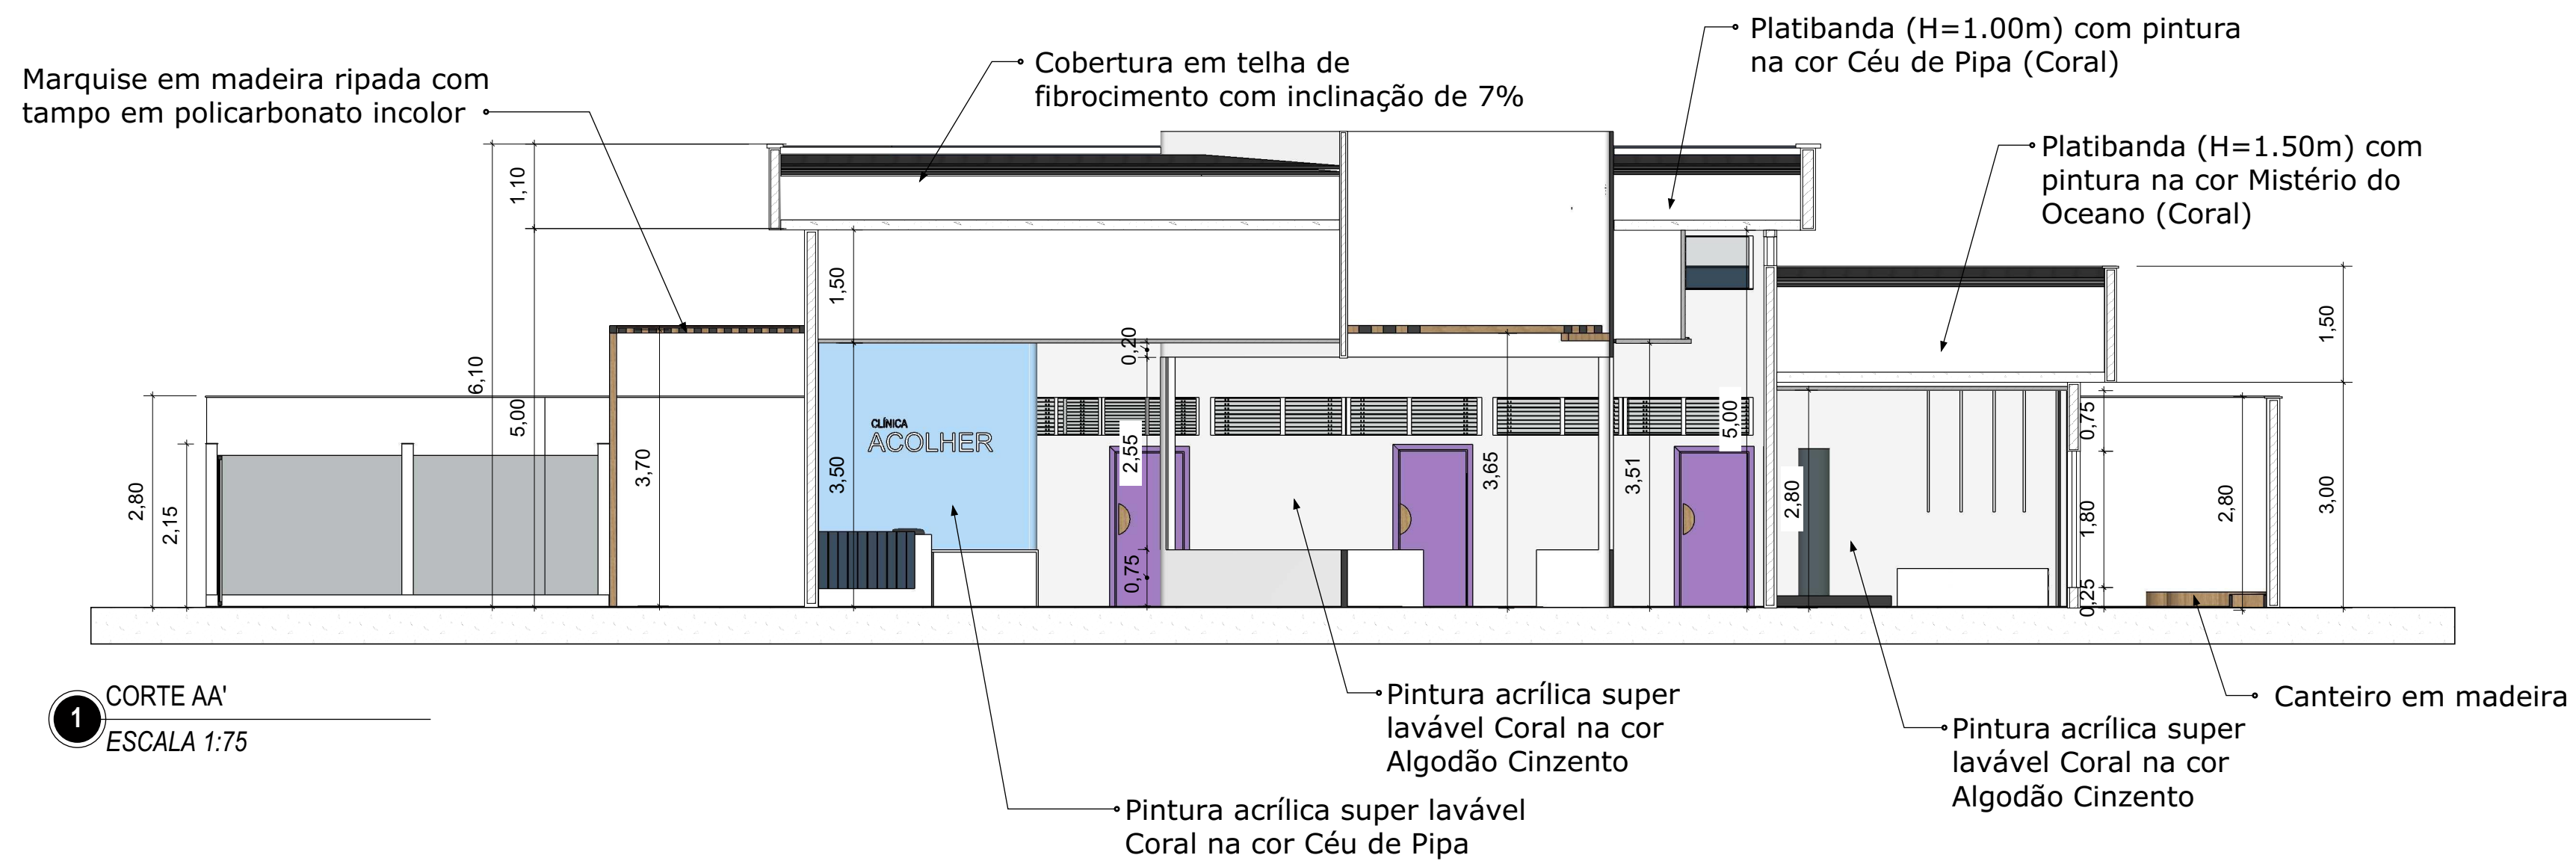 Marquise em madeira ripada com
tampo em policarbonato incolor
Cobertura em telha de
fibrocimento com inclinação de 7%
Platibanda (H=1.00m) com pintura
na cor Céu de Pipa (Coral)
Platibanda (H=1.50m) com
pintura na cor Mistério do
Oceano (Coral)
2,80
2,15
6,10
1,10
5,00
3,70
1,50
3,50
CLÍNICA
ACOLHER
0,20
2,55
0,75
3,65
3,51
5,00
2,80
0,75
1,80
0,25
2,80
1,50
3,00
1
CORTE AA'
ESCALA 1:75
Pintura acrílica super lavável
Coral na cor Céu de Pipa
Pintura acrílica super
lavável Coral na cor
Algodão Cinzento
Pintura acrílica super
lavável Coral na cor
Algodão Cinzento
Canteiro em madeira